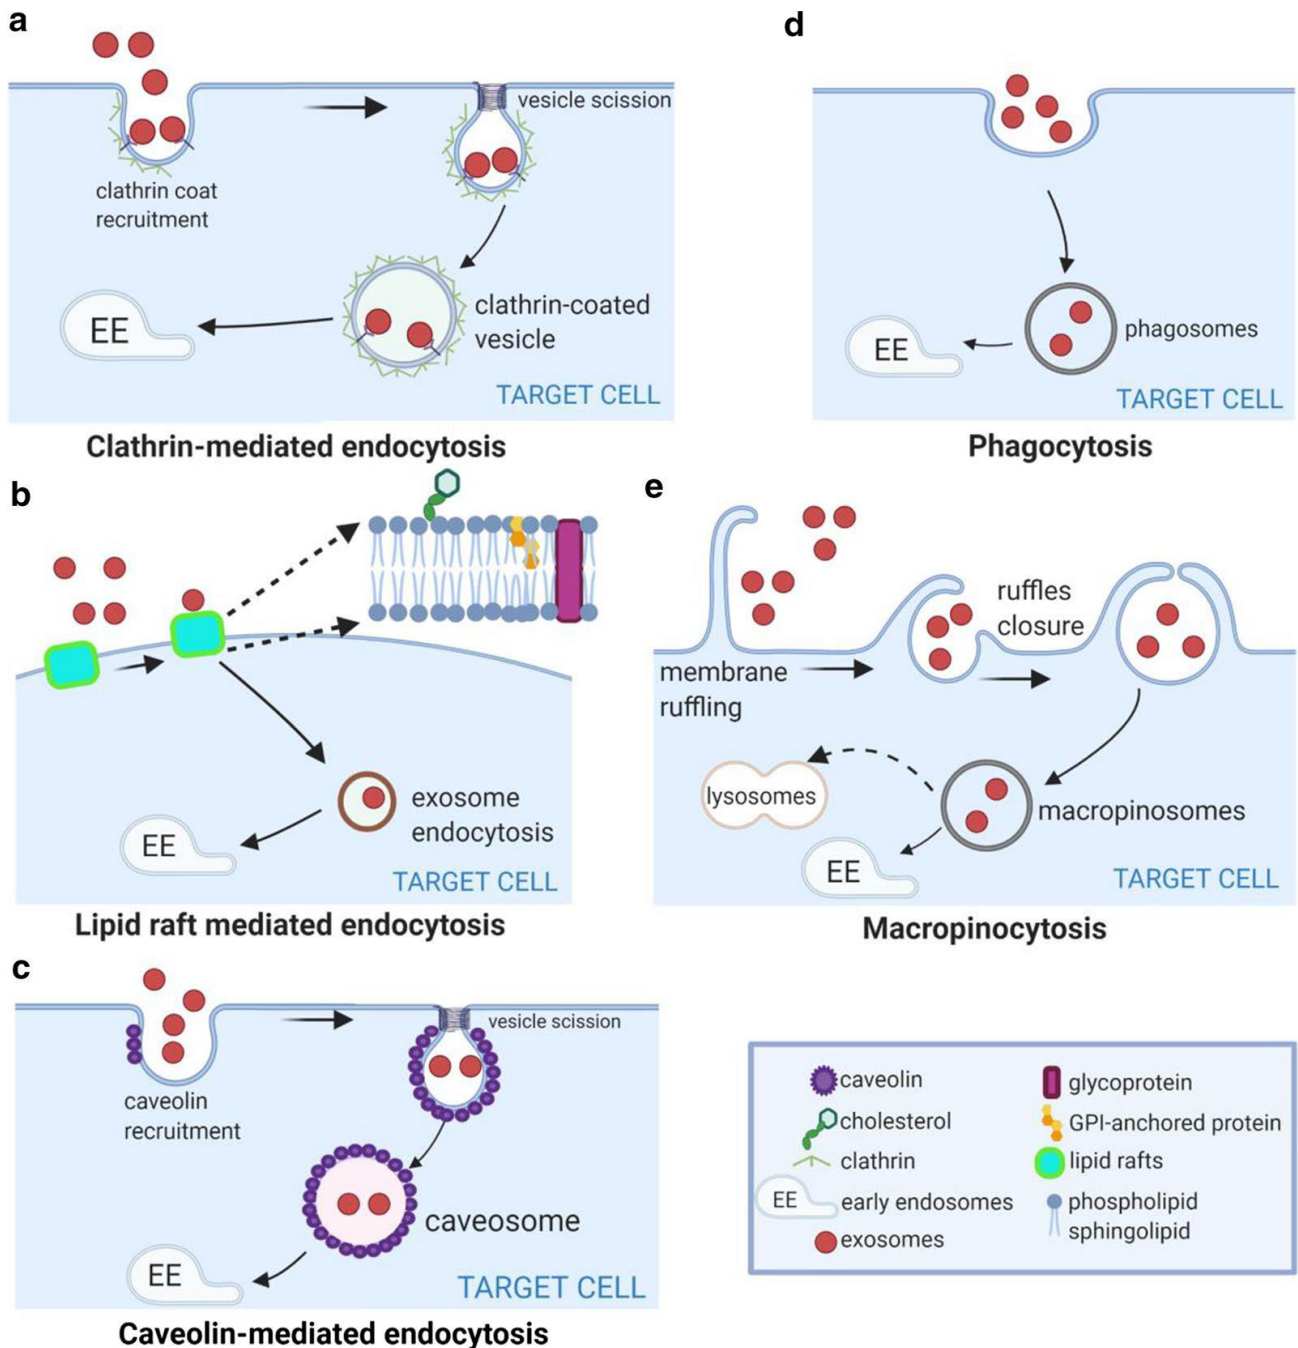 a
vesicle scission
clathrin coat
recruitment
clathrin-coated
vesicle
EE
TARGET CELL
Clathrin-mediated endocytosis
d
phagosomes
EE
TARGET CELL
Phagocytosis
b
exosome
endocytosis
EE
TARGET CELL
Lipid raft mediated endocytosis
e
ruffles
closure
membrane
ruffling
lysosomes
macropinosomes
EE
TARGET CELL
Macropinocytosis
c
vesicle scission
caveolin
recruitment
caveosome
EE
TARGET CELL
Caveolin-mediated endocytosis
caveolin
cholesterol
clathrin
EE early endosomes
exosomes
glycoprotein
GPI-anchored protein
lipid rafts
phospholipid
sphingolipid